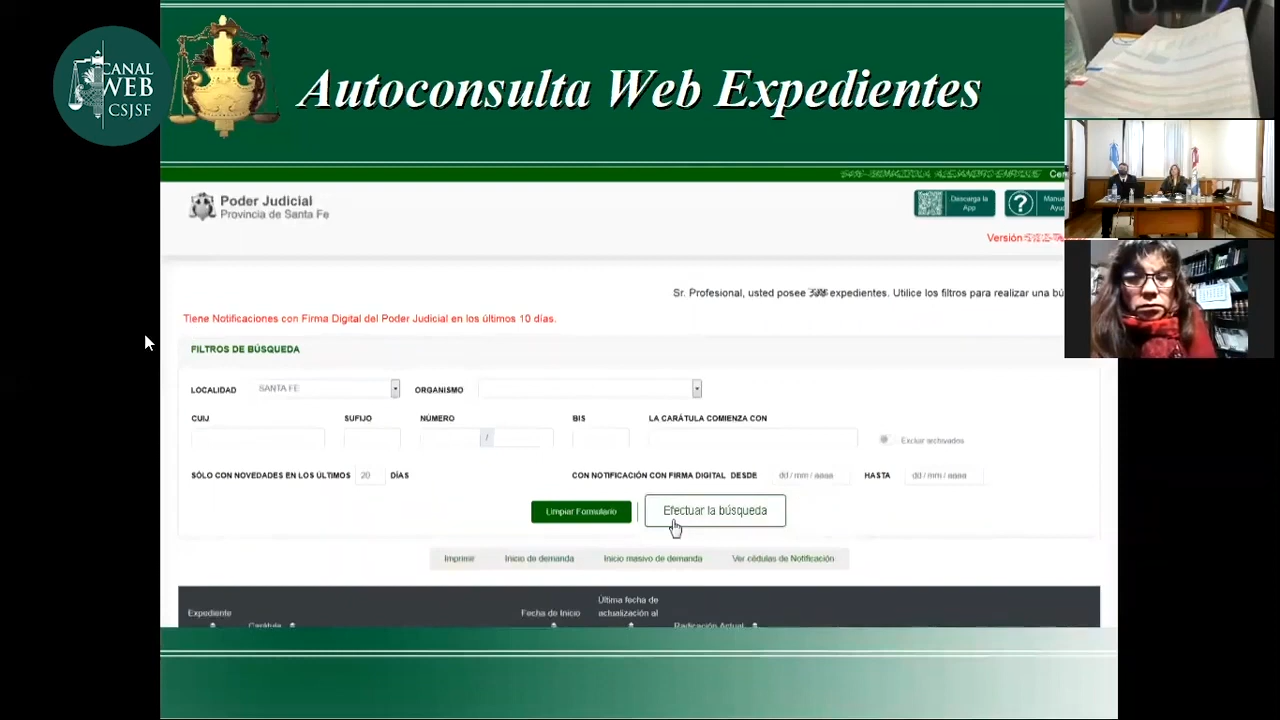 CANAL
WEB
CSJSF
Autoconsulta Web Expedientes
Poder Judicial
Provincia de Santa Fe
Descarga la
App
?
Versión
Sr. Profesional, usted posee expedientes. Utilice los filtros para realizar una
Tiene Notificaciones con Firma Digital del Poder Judicial en los últimos 10 días.
FILTROS DE BÚSQUEDA
LOCALIDAD SANTA FE ORGANISMO
CUIJ SUFIJO NÚMERO BIS LA CARÁTULA COMIENZA CON
/ Excluir archivados
SÓLO CON NOVEDADES EN LOS ÚLTIMOS 20 DÍAS CON NOTIFICACIÓN CON FIRMA DIGITAL DESDE dd / mm / aaaa HASTA dd / mm / aaaa
Limpiar Formulario Efectuar la búsqueda
Imprimir Inicio de demanda Inicio masivo de demanda Ver cédulas de Notificación
Última fecha de
Expediente Fecha de Inicio actualización al
Carátula Radicación Actual